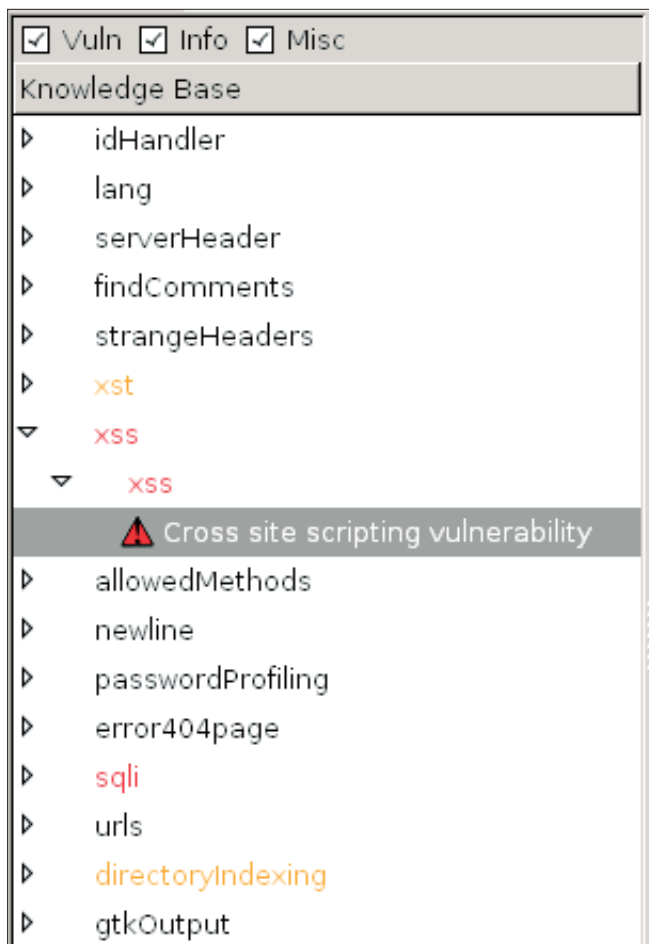 Vuln Info Misc
Knowledge Base
idHandler
lang
serverHeader
findComments
strangeHeaders
xst
xss
xss
Cross site scripting vulnerability
allowedMethods
newline
passwordProfiling
error404page
sqli
urls
directoryIndexing
gtkOutput